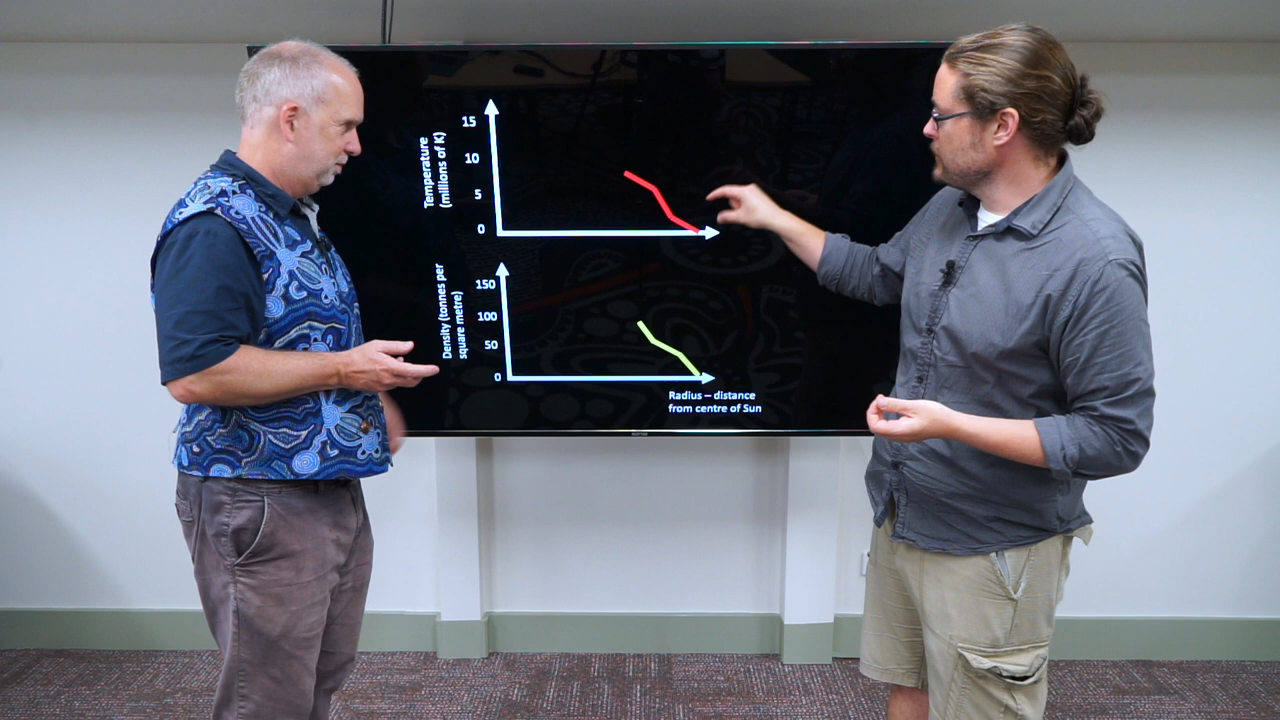 15
Temperature
(millions of K)
10
5
0
150
Density (tonnes per
square metre)
100
50
0
Radius – distance
from centre of Sun